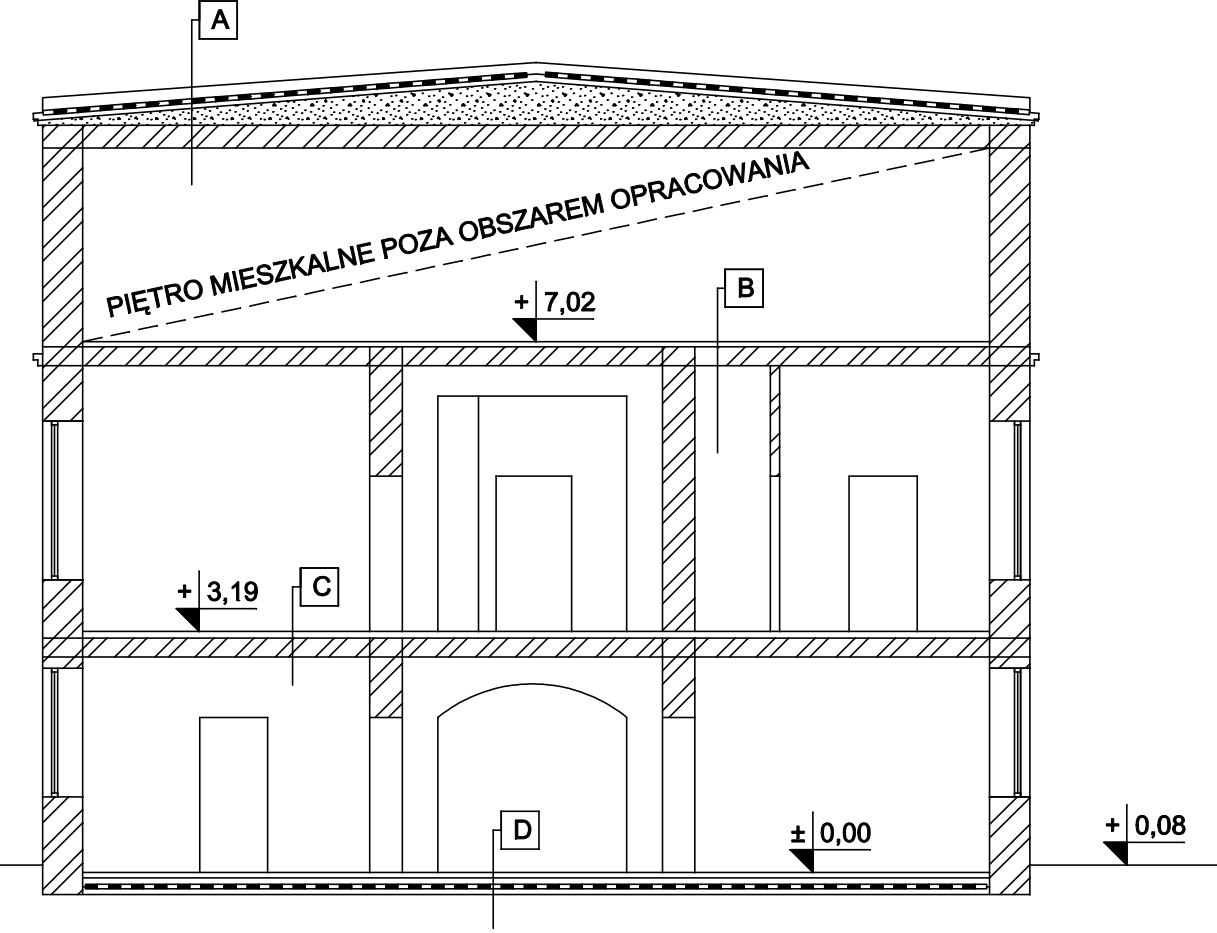 A
PIĘTRO MIESZKALNE POZA OBSZAREM OPRACOWANIA
B
+ 7,02
C
+ 3,19
D
± 0,00
+ 0,08